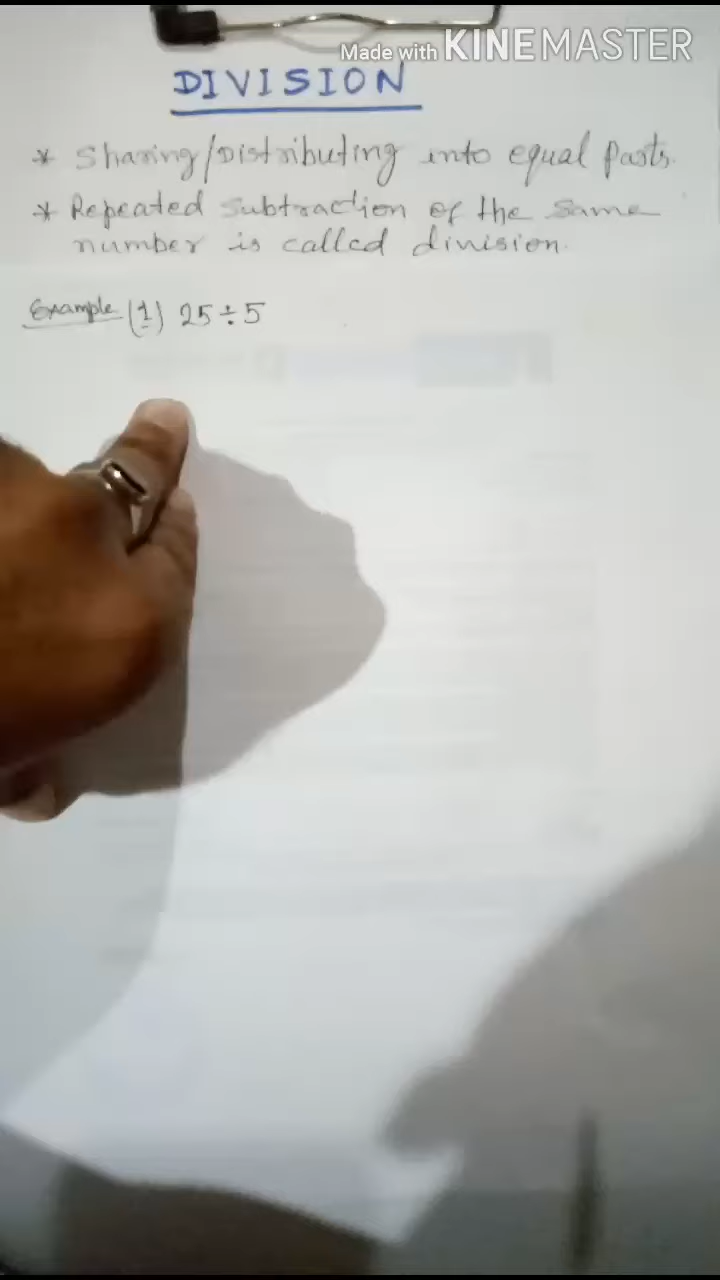 Made with KINEMASTER
DIVISION
* Sharing/Distributing into equal Parts.
* Repeated Subtraction of the same
number is called division.
Example (1) 25÷5